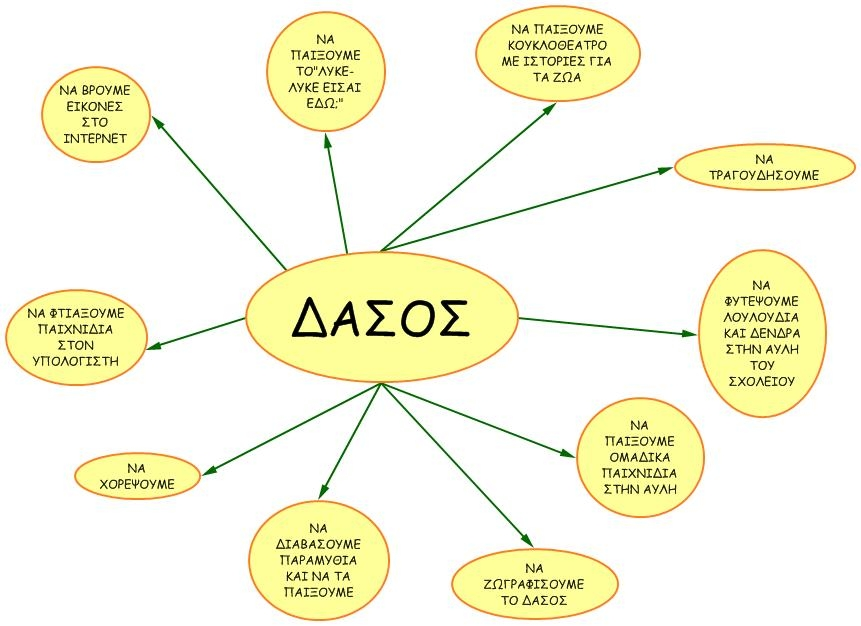 ΝΑ
ΠΑΙΞΟΥΜΕ
ΤΟ"ΛΥΚΕ-
ΛΥΚΕ ΕΙΣΑΙ
ΕΔΩ;"
ΝΑ ΠΑΙΞΟΥΜΕ
ΚΟΥΚΛΟΘΕΑΤΡΟ
ΜΕ ΙΣΤΟΡΙΕΣ ΓΙΑ
ΤΑ ΖΩΑ
ΝΑ ΒΡΟΥΜΕ
ΕΙΚΟΝΕΣ
ΣΤΟ
ΙΝΤΕΡΝΕΤ
ΝΑ
ΤΡΑΓΟΥΔΗΣΟΥΜΕ
ΔΑΣΟΣ
ΝΑ ΦΤΙΑΞΟΥΜΕ
ΠΑΙΧΝΙΔΙΑ
ΣΤΟΝ
ΥΠΟΛΟΓΙΣΤΗ
ΝΑ
ΦΥΤΕΨΟΥΜΕ
ΛΟΥΛΟΥΔΙΑ
ΚΑΙ ΔΕΝΔΡΑ
ΣΤΗΝ ΑΥΛΗ
ΤΟΥ
ΣΧΟΛΕΙΟΥ
ΝΑ
ΠΑΙΞΟΥΜΕ
ΟΜΑΔΙΚΑ
ΠΑΙΧΝΙΔΙΑ
ΣΤΗΝ ΑΥΛΗ
ΝΑ
ΧΟΡΕΨΟΥΜΕ
ΝΑ
ΔΙΑΒΑΣΟΥΜΕ
ΠΑΡΑΜΥΘΙΑ
ΚΑΙ ΝΑ ΤΑ
ΠΑΙΞΟΥΜΕ
ΝΑ
ΖΩΓΡΑΦΙΣΟΥΜΕ
ΤΟ ΔΑΣΟΣ